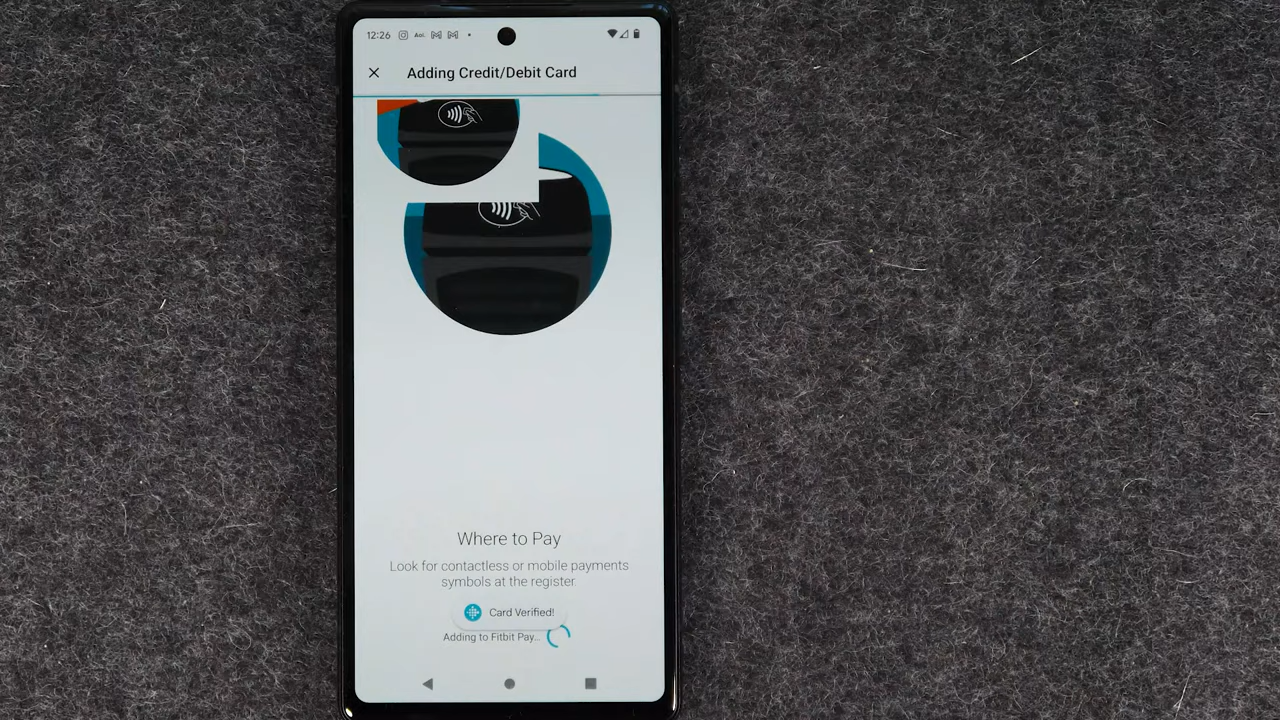 12:26 Aol.
Adding Credit/Debit Card
Where to Pay
Look for contactless or mobile payments
symbols at the register.
Card Verified!
Adding to Fitbit Pay...